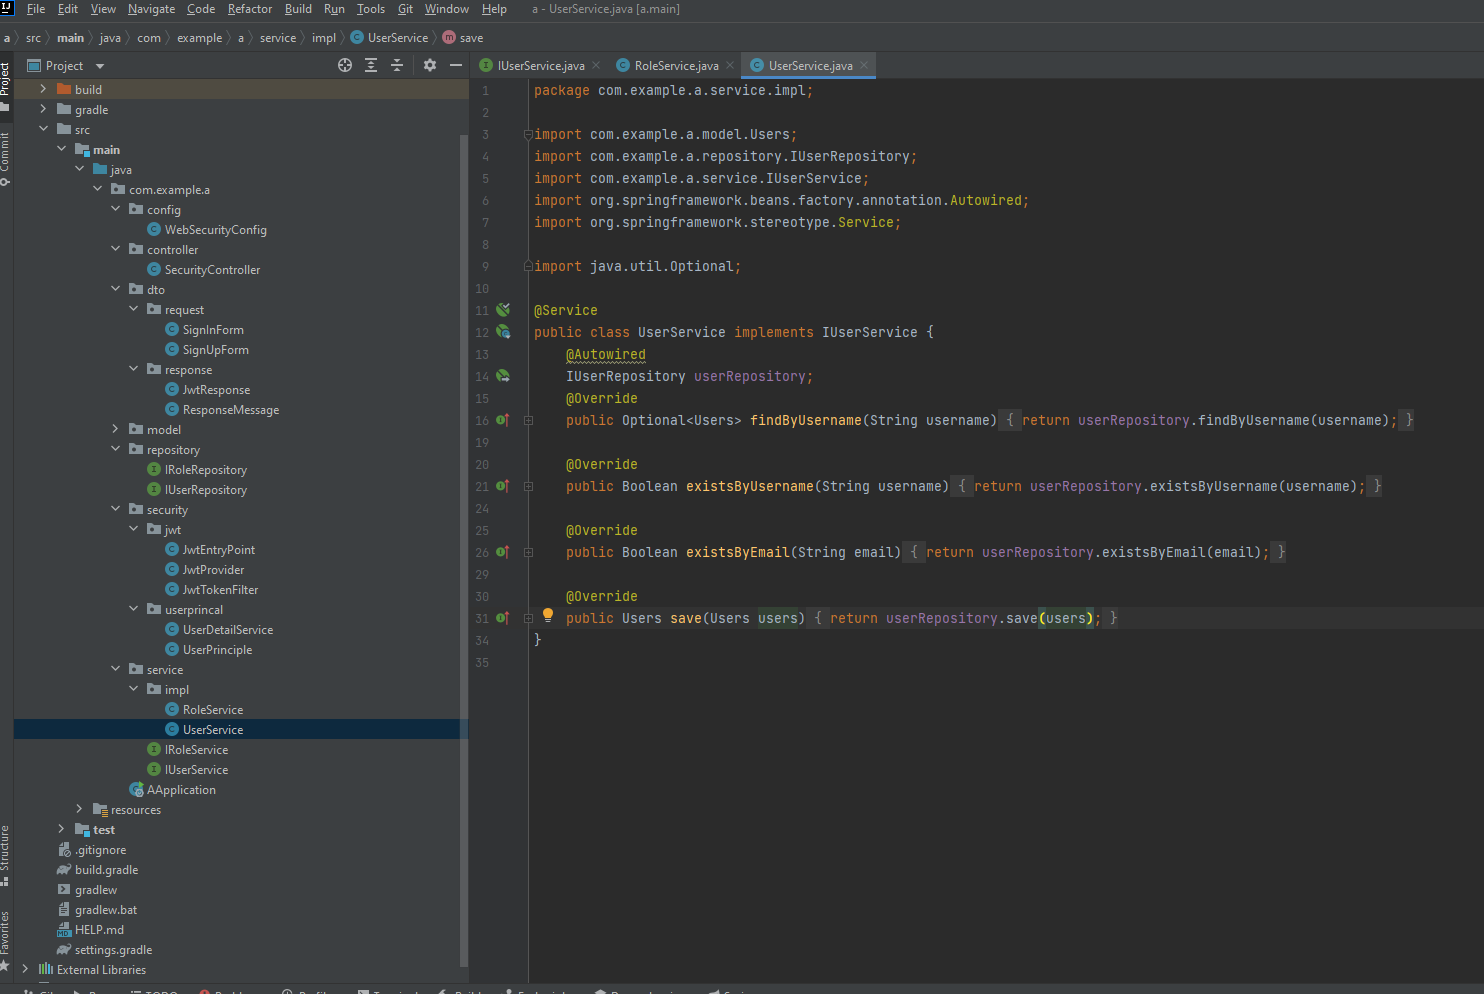 File Edit View Navigate Code Refactor Build Run Tools Git Window Help a - UserService.java [a.main]
a src main java com example a service impl UserService save
Project
IUserService.java RoleService.java UserService.java
Project
Commit
Structure
Favorites
build
gradle
src
main
java
com.example.a
config
WebSecurityConfig
controller
SecurityController
dto
request
SignInForm
SignUpForm
response
JwtResponse
ResponseMessage
model
repository
IRoleRepository
IUserRepository
security
jwt
JwtEntryPoint
JwtProvider
JwtTokenFilter
userprincal
UserDetailService
UserPrinciple
service
impl
RoleService
UserService
IRoleService
IUserService
AApplication
resources
test
.gitignore
build.gradle
gradlew
gradlew.bat
HELP.md
settings.gradle
External Libraries
1 package com.example.a.service.impl;
2
3 import com.example.a.model.Users;
4 import com.example.a.repository.IUserRepository;
5 import com.example.a.service.IUserService;
6 import org.springframework.beans.factory.annotation.Autowired;
7 import org.springframework.stereotype.Service;
8
9 import java.util.Optional;
10
11 @Service
12 public class UserService implements IUserService {
13 @Autowired
14 IUserRepository userRepository;
15 @Override
16 public Optional<Users> findByUsername(String username) { return userRepository.findByUsername(username); }
19
20 @Override
21 public Boolean existsByUsername(String username) { return userRepository.existsByUsername(username); }
24
25 @Override
26 public Boolean existsByEmail(String email) { return userRepository.existsByEmail(email); }
29
30 @Override
31 public Users save(Users users) { return userRepository.save(users); }
34 }
35